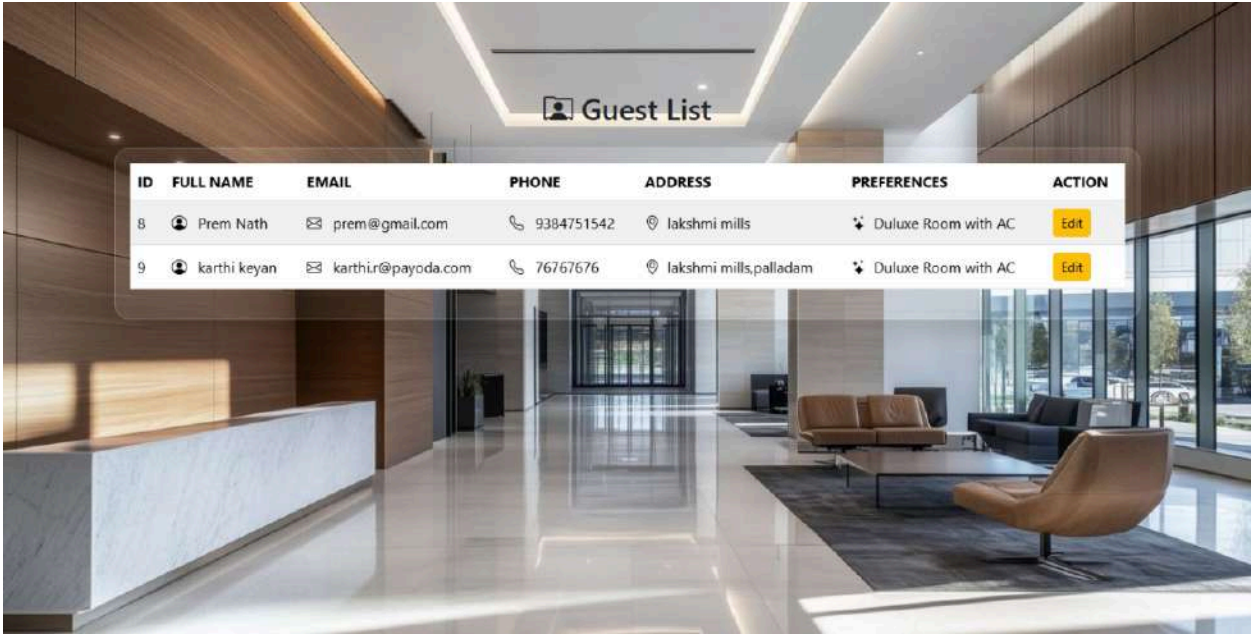 Guest List
ID FULL NAME EMAIL PHONE ADDRESS PREFERENCES ACTION
8 Prem Nath prem@gmail.com 9384751542 lakshmi mills Duluxe Room with AC Edit
9 karthi keyan karthi.r@payoda.com 76767676 lakshmi mills,palladam Duluxe Room with AC Edit